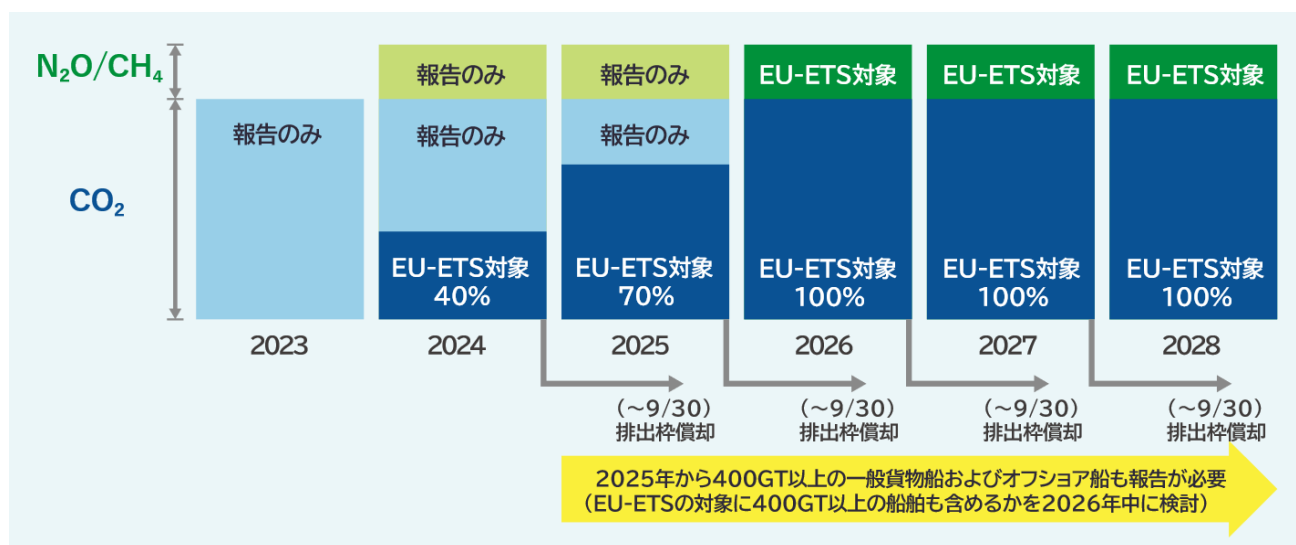 N₂O/CH₄
報告のみ
報告のみ
EU-ETS対象
EU-ETS対象
EU-ETS対象
CO₂
報告のみ
報告のみ
報告のみ
EU-ETS対象
40%
EU-ETS対象
70%
EU-ETS対象
100%
EU-ETS対象
100%
EU-ETS対象
100%
2023
2024
2025
2026
2027
2028
(～9/30)
排出枠償却
(～9/30)
排出枠償却
(～9/30)
排出枠償却
(～9/30)
排出枠償却
2025年から400GT以上の一般貨物船およびオフショア船も報告が必要
(EU-ETSの対象に400GT以上の船舶も含めるかを2026年中に検討)